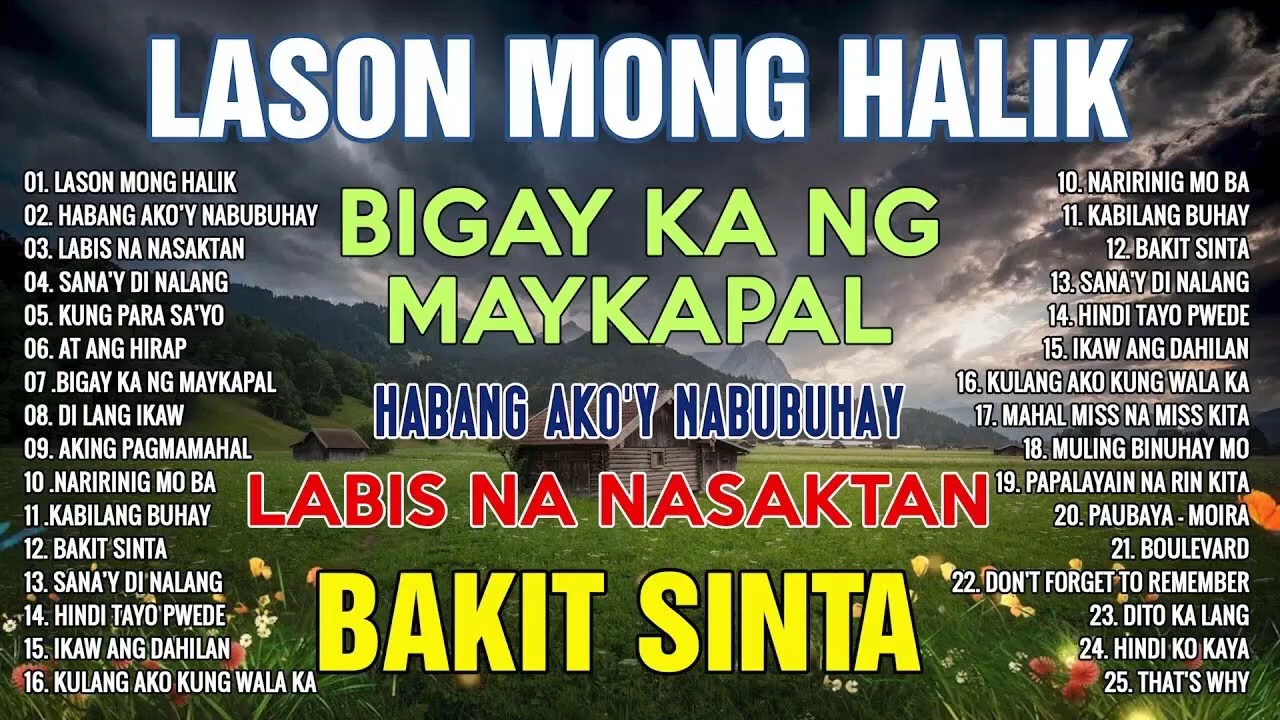 LASON MONG HALIK
01. LASON MONG HALIK
02. HABANG AKO'Y NABUBUHAY
03. LABIS NA NASAKTAN
04. SANA'Y DI NALANG
05. KUNG PARA SA'YO
06. AT ANG HIRAP
07 .BIGAY KA NG MAYKAPAL
08. DI LANG IKAW
09. AKING PAGMAMAHAL
10 .NARIRINIG MO BA
11 .KABILANG BUHAY
12. BAKIT SINTA
13. SANA'Y DI NALANG
14. HINDI TAYO PWEDE
15. IKAW ANG DAHILAN
16. KULANG AKO KUNG WALA KA
BIGAY KA NG
MAYKAPAL
HABANG AKO'Y NABUBUHAY
LABIS NA NASAKTAN
BAKIT SINTA
10. NARIRINIG MO BA
11. KABILANG BUHAY
12. BAKIT SINTA
13. SANA'Y DI NALANG
14. HINDI TAYO PWEDE
15. IKAW ANG DAHILAN
16. KULANG AKO KUNG WALA KA
17. MAHAL MISS NA MISS KITA
18. MULING BINUHAY MO
19. PAPALAYAIN NA RIN KITA
20. PAUBAYA - MOIRA
21. BOULEVARD
22. DON'T FORGET TO REMEMBER
23. DITO KA LANG
24. HINDI KO KAYA
25. THAT'S WHY